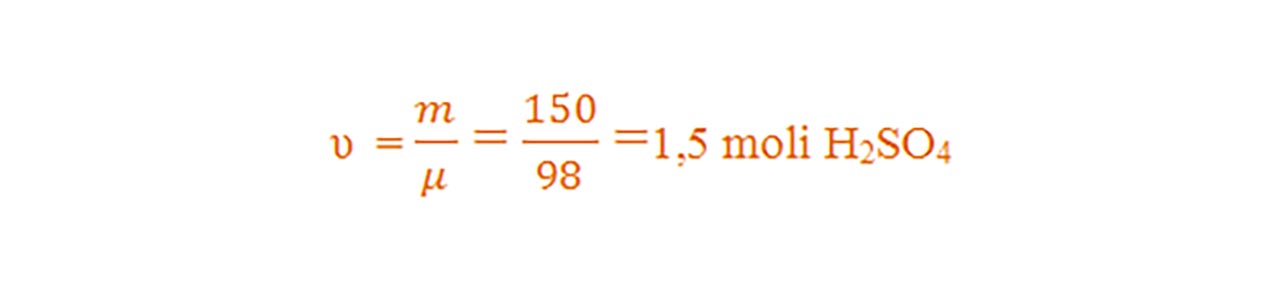 υ = m/μ = 150/98 =1,5 moli H₂SO₄